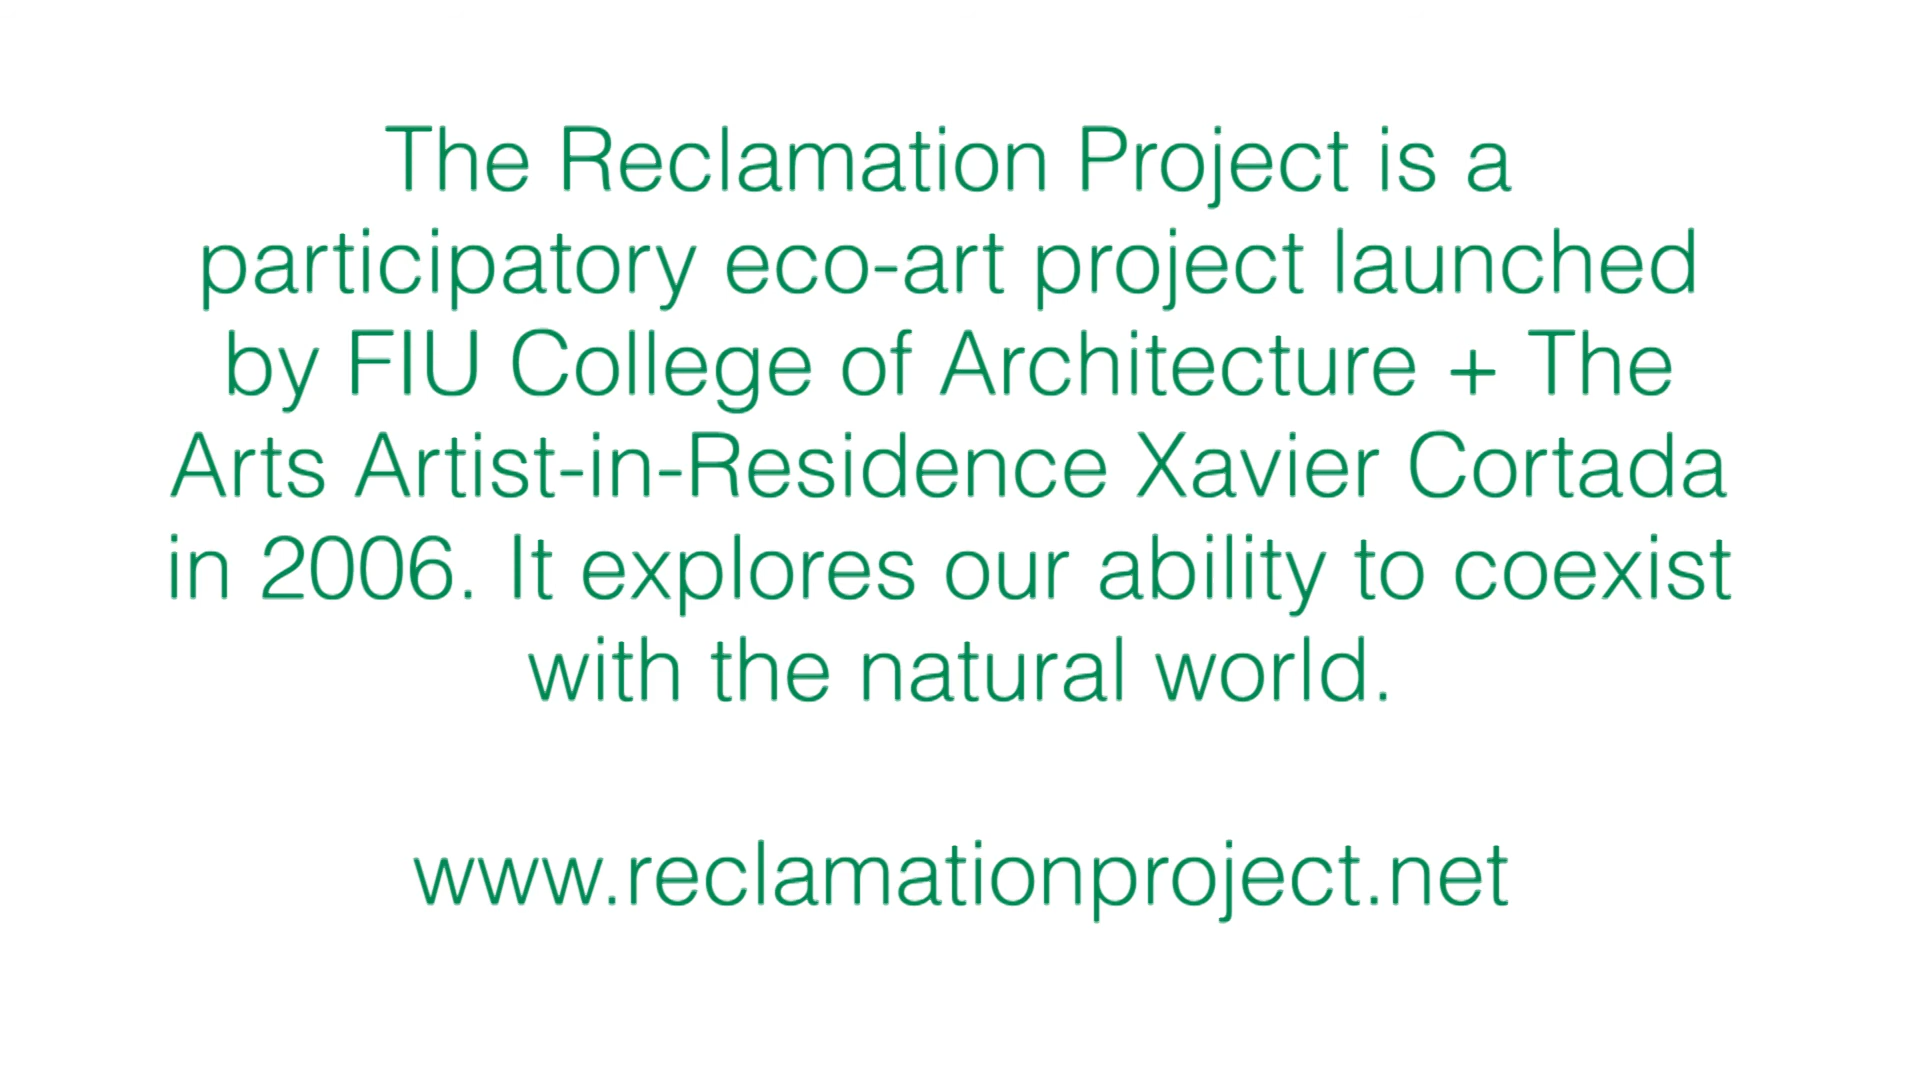 The Reclamation Project is a
participatory eco-art project launched
by FIU College of Architecture + The
Arts Artist-in-Residence Xavier Cortada
in 2006. It explores our ability to coexist
with the natural world.
www.reclamationproject.net